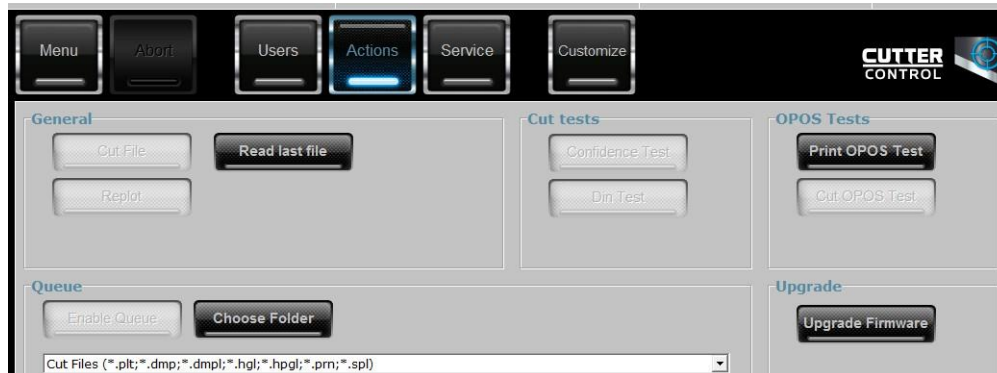 Menu
Abort
Users
Actions
Service
Customize
CUTTER
CONTROL
General
Cut File
Read last file
Replot
Cut tests
Confidence Test
Din Test
OPOS Tests
Print OPOS Test
Cut OPOS Test
Queue
Enable Queue
Choose Folder
Cut Files (*.plt;*.dmp;*.dmpl;*.hgl;*.hpgl;*.prn;*.spl)
Upgrade
Upgrade Firmware